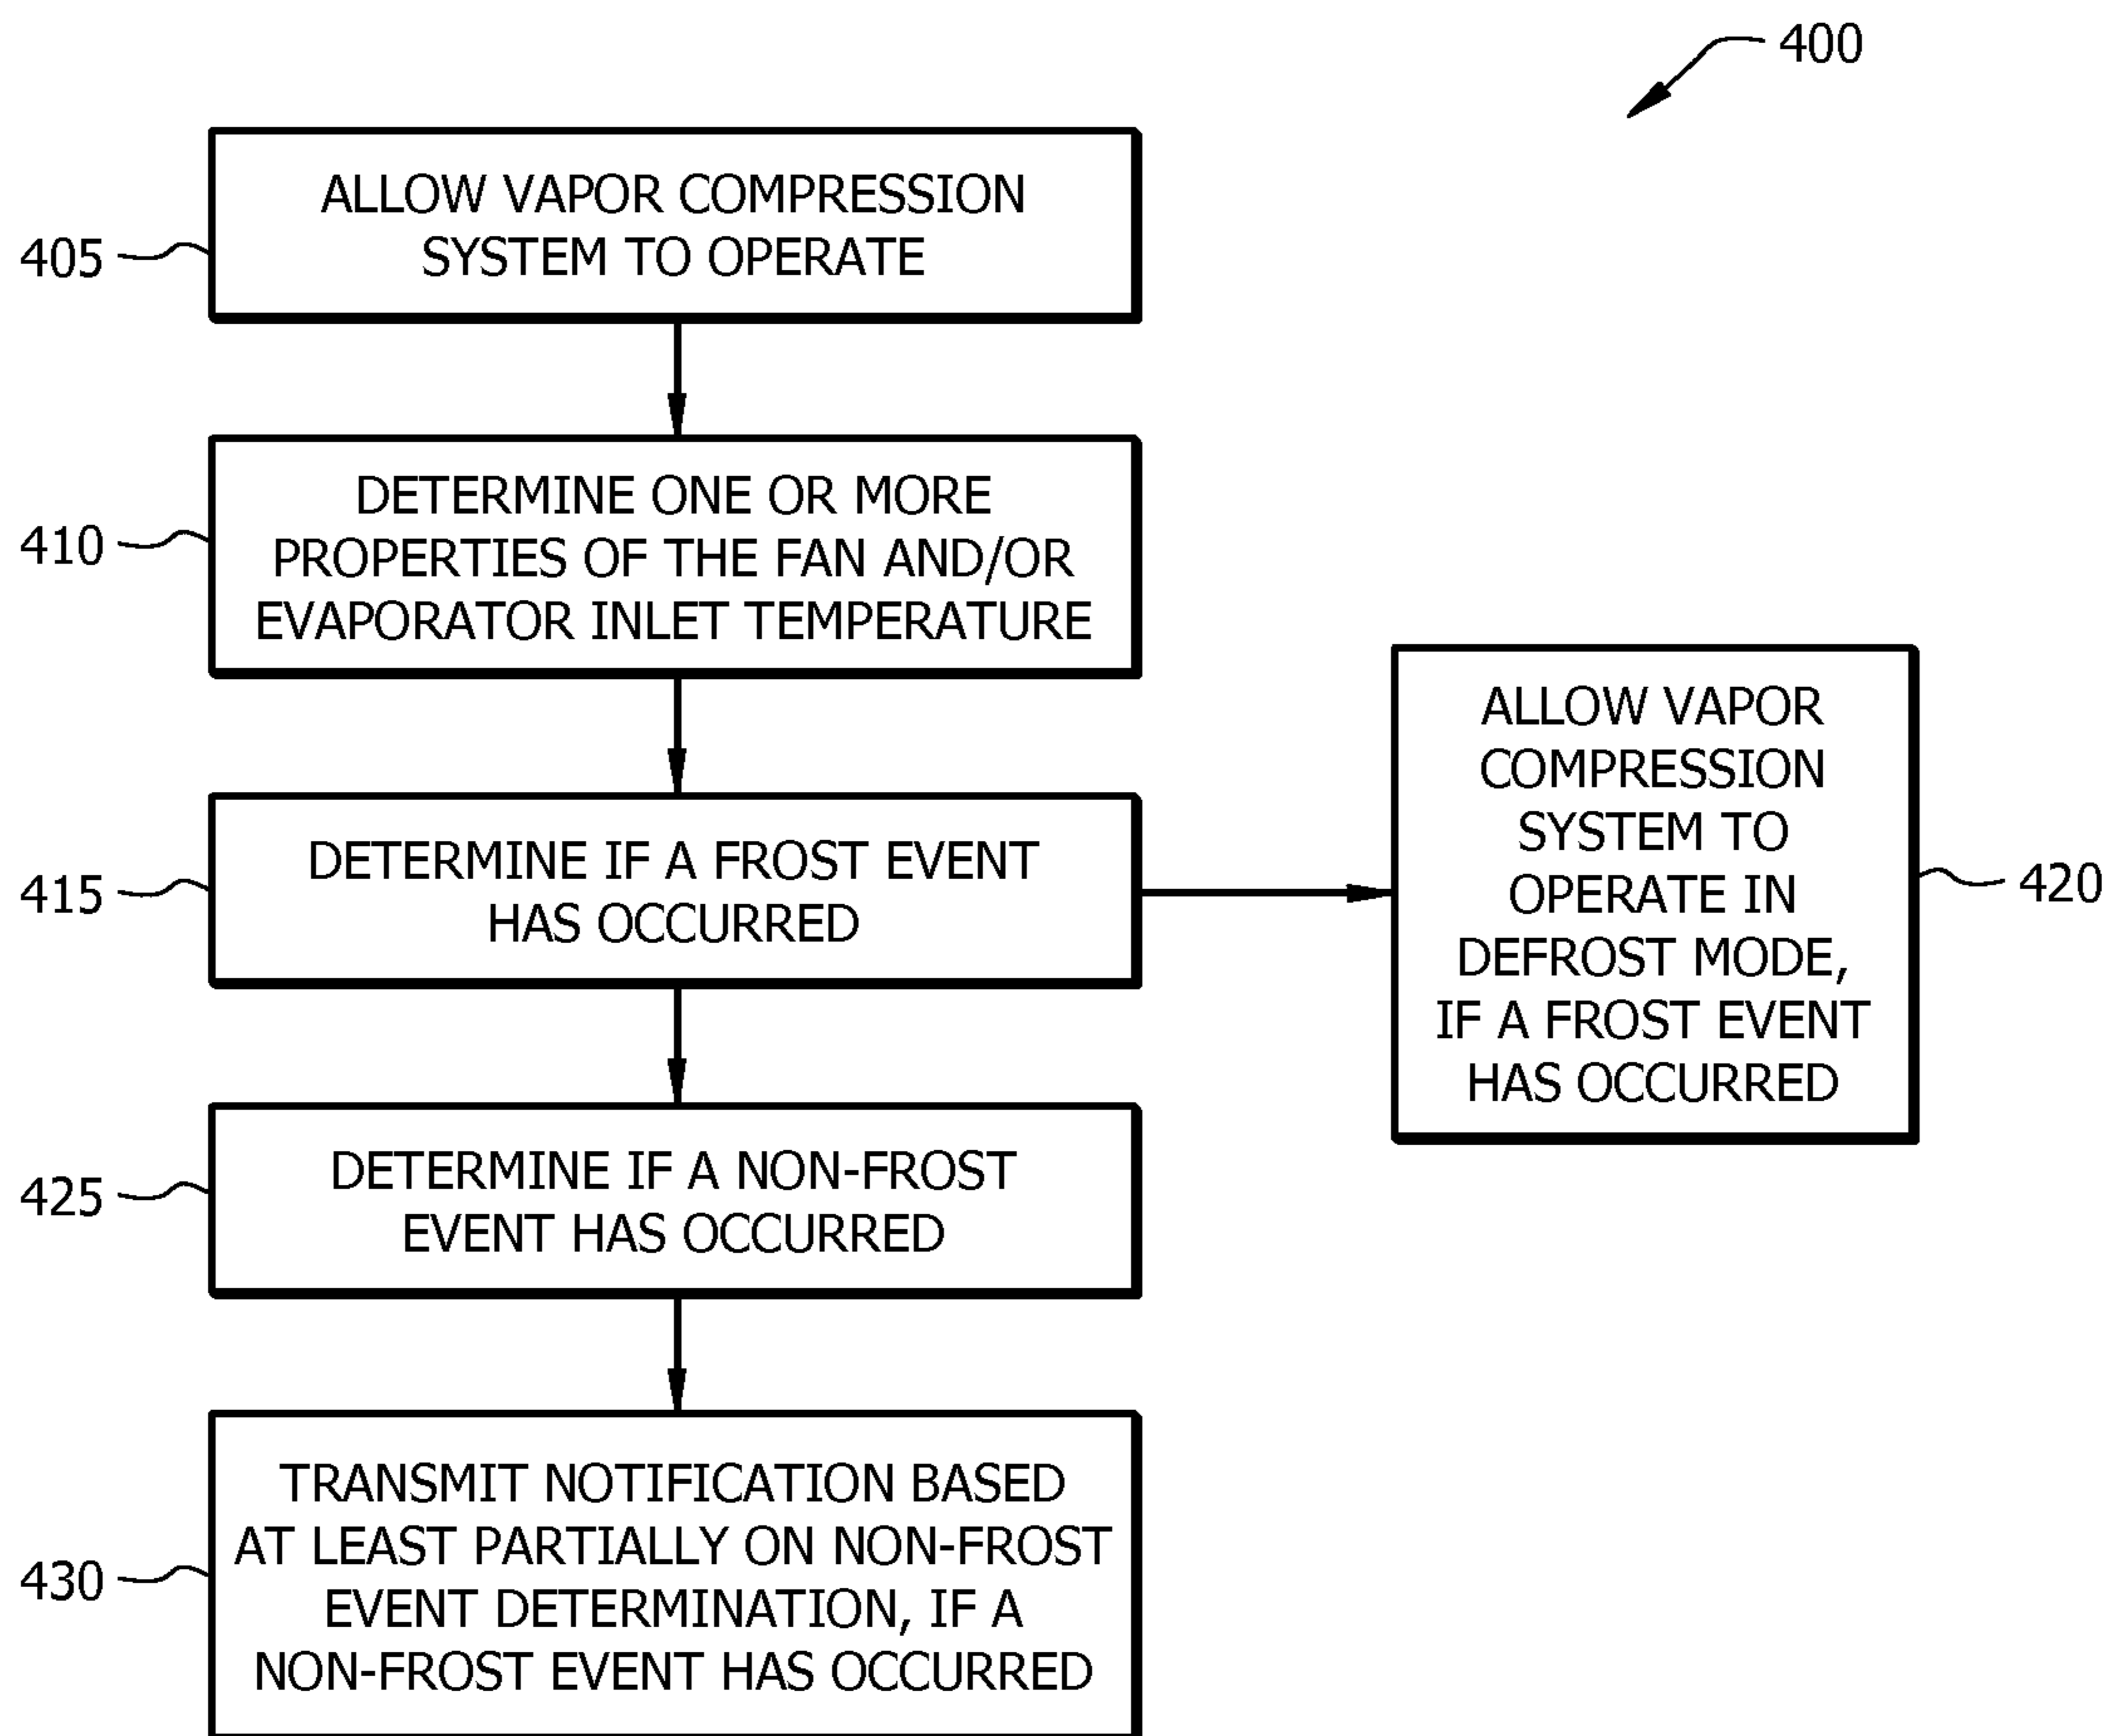 400
ALLOW VAPOR COMPRESSION
SYSTEM TO OPERATE
405
DETERMINE ONE OR MORE
PROPERTIES OF THE FAN AND/OR
EVAPORATOR INLET TEMPERATURE
410
DETERMINE IF A FROST EVENT
HAS OCCURRED
415
ALLOW VAPOR
COMPRESSION
SYSTEM TO
OPERATE IN
DEFROST MODE,
IF A FROST EVENT
HAS OCCURRED
420
DETERMINE IF A NON-FROST
EVENT HAS OCCURRED
425
TRANSMIT NOTIFICATION BASED
AT LEAST PARTIALLY ON NON-FROST
EVENT DETERMINATION, IF A
NON-FROST EVENT HAS OCCURRED
430